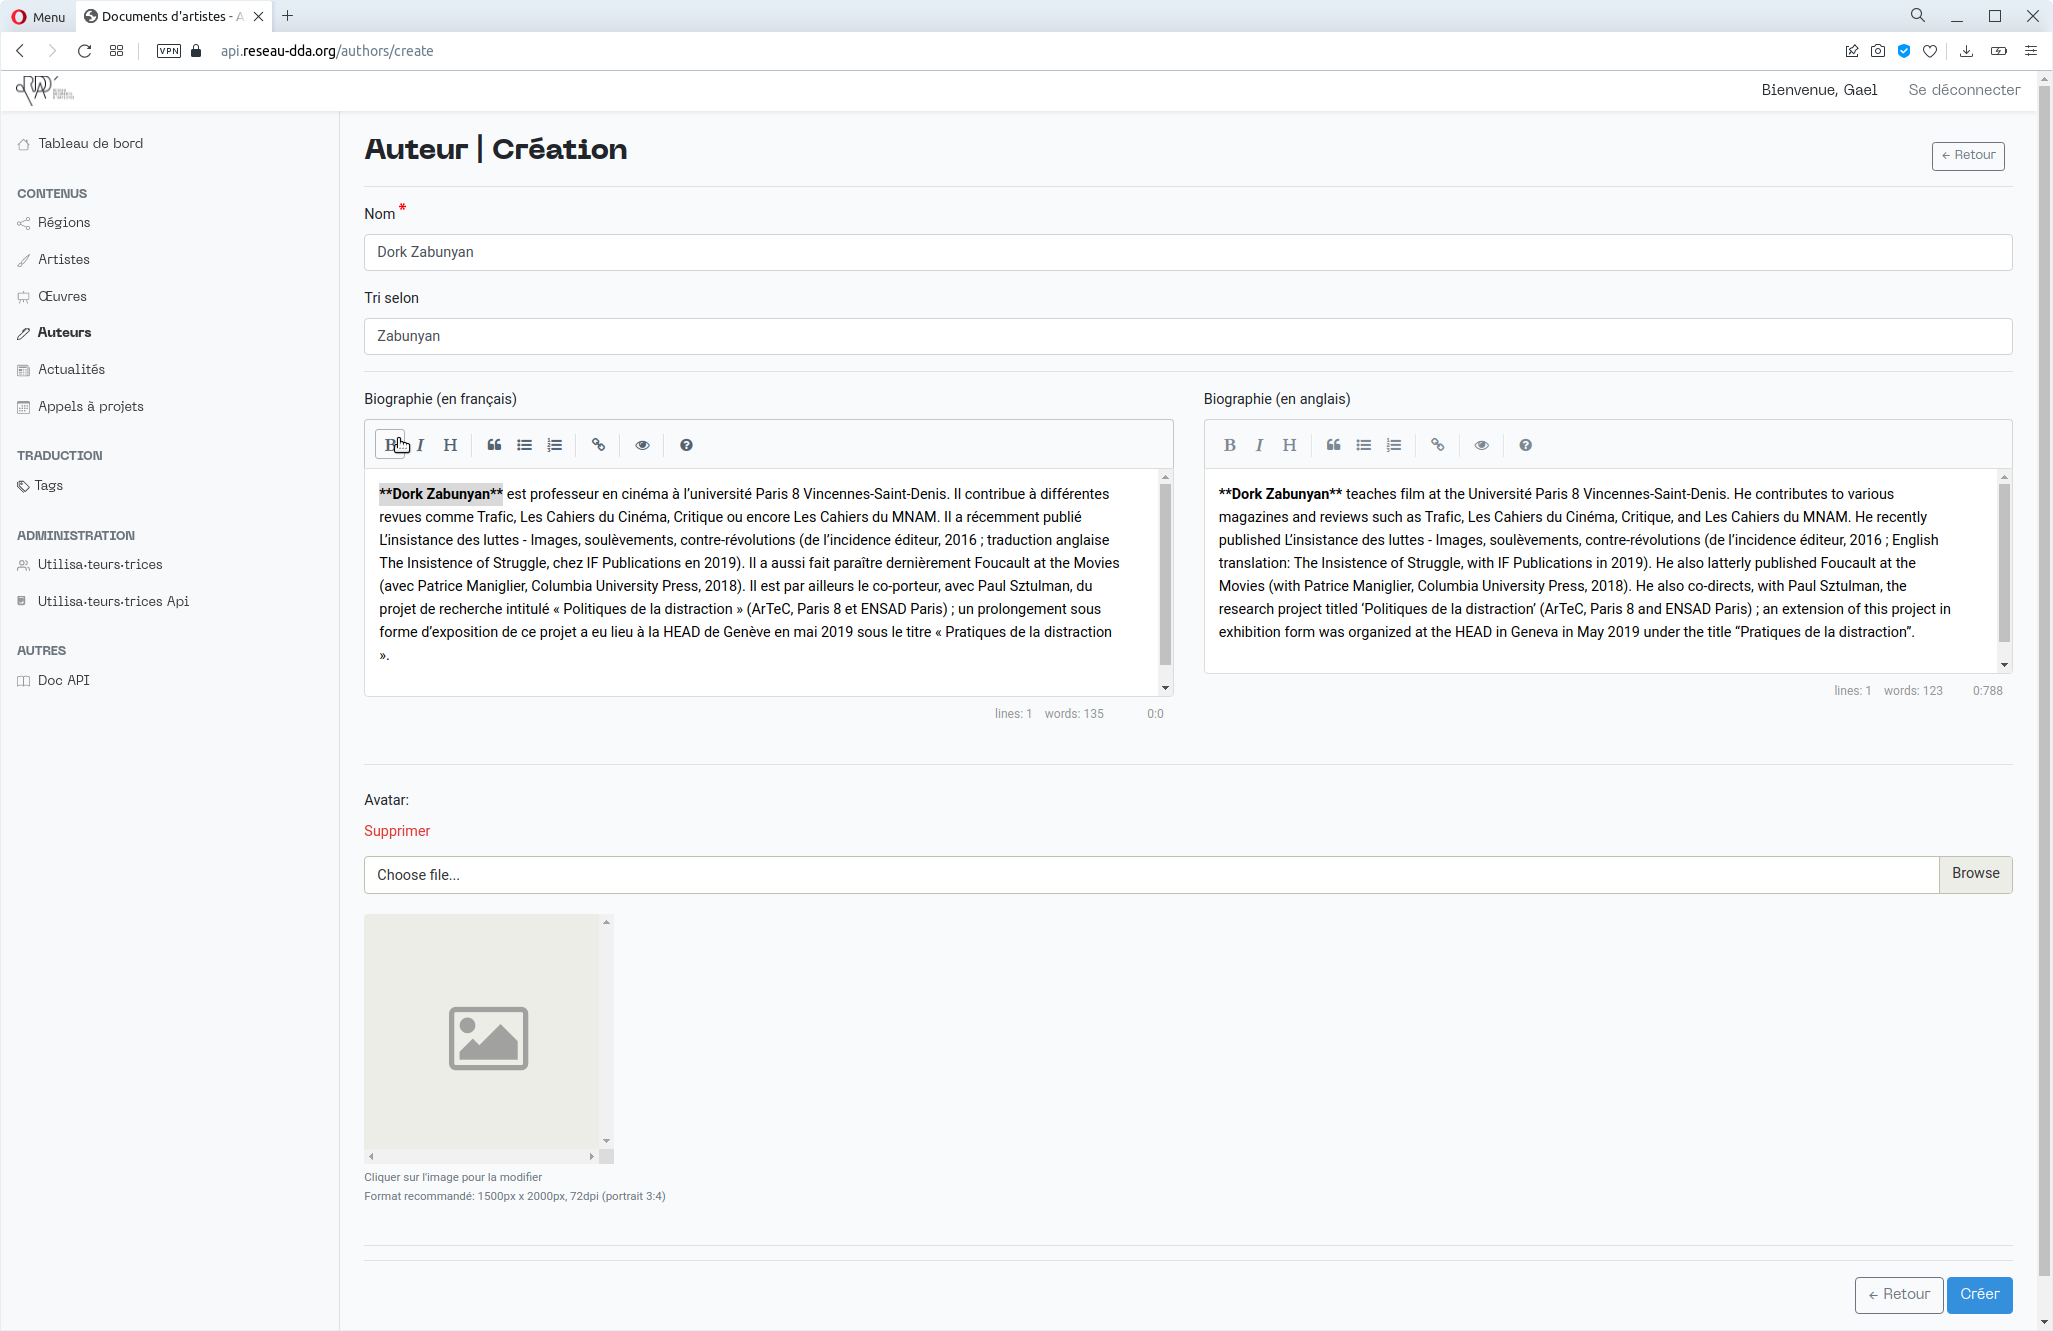 Menu
Documents d'artistes - A
VPN
api.reseau-dda.org/authors/create
Bienvenue, Gael
Se déconnecter
Tableau de bord
CONTENUS
Régions
Artistes
Œuvres
Auteurs
Actualités
Appels à projets
TRADUCTION
Tags
ADMINISTRATION
Utilisa·teurs·trices
Utilisa·teurs·trices Api
AUTRES
Doc API
Auteur | Création
← Retour
Nom *
Dork Zabunyan
Tri selon
Zabunyan
Biographie (en français)
B I H
**Dork Zabunyan** est professeur en cinéma à l’université Paris 8 Vincennes-Saint-Denis. Il contribue à différentes
revues comme Trafic, Les Cahiers du Cinéma, Critique ou encore Les Cahiers du MNAM. Il a récemment publié
L’insistance des luttes - Images, soulèvements, contre-révolutions (de l’incidence éditeur, 2016 ; traduction anglaise
The Insistence of Struggle, chez IF Publications en 2019). Il a aussi fait paraître dernièrement Foucault at the Movies
(avec Patrice Maniglier, Columbia University Press, 2018). Il est par ailleurs le co-porteur, avec Paul Sztulman, du
projet de recherche intitulé « Politiques de la distraction » (ArTeC, Paris 8 et ENSAD Paris) ; un prolongement sous
forme d’exposition de ce projet a eu lieu à la HEAD de Genève en mai 2019 sous le titre « Pratiques de la distraction
».
lines: 1 words: 135 0:0
Biographie (en anglais)
B I H
**Dork Zabunyan** teaches film at the Université Paris 8 Vincennes-Saint-Denis. He contributes to various
magazines and reviews such as Trafic, Les Cahiers du Cinéma, Critique, and Les Cahiers du MNAM. He recently
published L’insistance des luttes - Images, soulèvements, contre-révolutions (de l’incidence éditeur, 2016 ; English
translation: The Insistence of Struggle, with IF Publications in 2019). He also latterly published Foucault at the
Movies (with Patrice Maniglier, Columbia University Press, 2018). He also co-directs, with Paul Sztulman, the
research project titled ‘Politiques de la distraction’ (ArTeC, Paris 8 and ENSAD Paris) ; an extension of this project in
exhibition form was organized at the HEAD in Geneva in May 2019 under the title “Pratiques de la distraction”.
lines: 1 words: 123 0:788
Avatar:
Supprimer
Choose file...
Browse
Cliquer sur l'image pour la modifier
Format recommandé: 1500px x 2000px, 72dpi (portrait 3:4)
← Retour
Créer